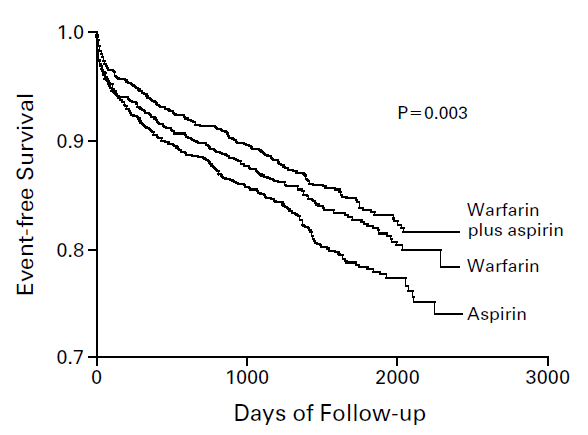 1.0
P=0.003
0.9
Event-free Survival
Warfarin
plus aspirin
0.8
Warfarin
Aspirin
0.7
0
1000
2000
3000
Days of Follow-up